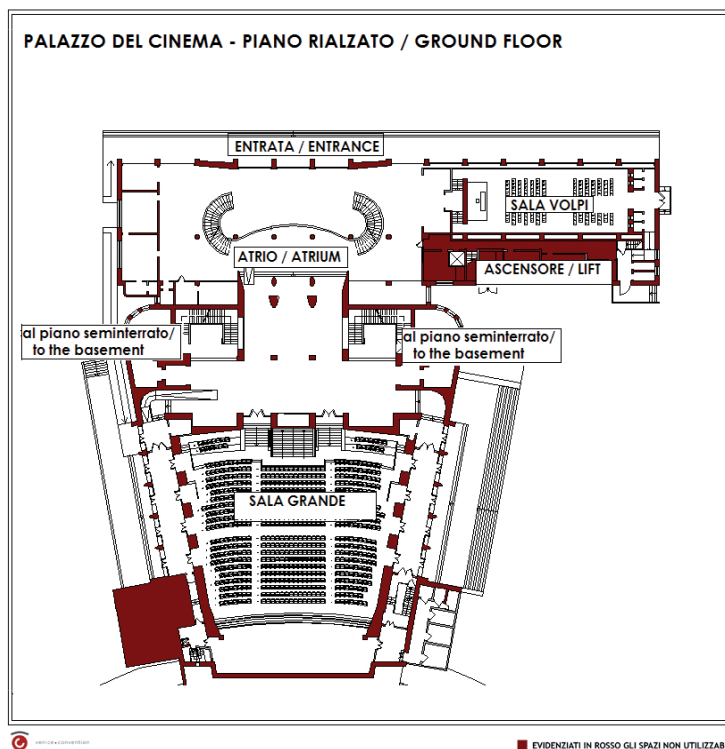 PALAZZO DEL CINEMA - PIANO RIALZATO / GROUND FLOOR
ENTRATA / ENTRANCE
SALA VOLPI
ATRIO / ATRIUM
ASCENSORE / LIFT
al piano seminterrato/
to the basement
al piano seminterrato/
to the basement
SALA GRANDE
venice convention
EVIDENZIATI IN ROSSO GLI SPAZI NON UTILIZZAB